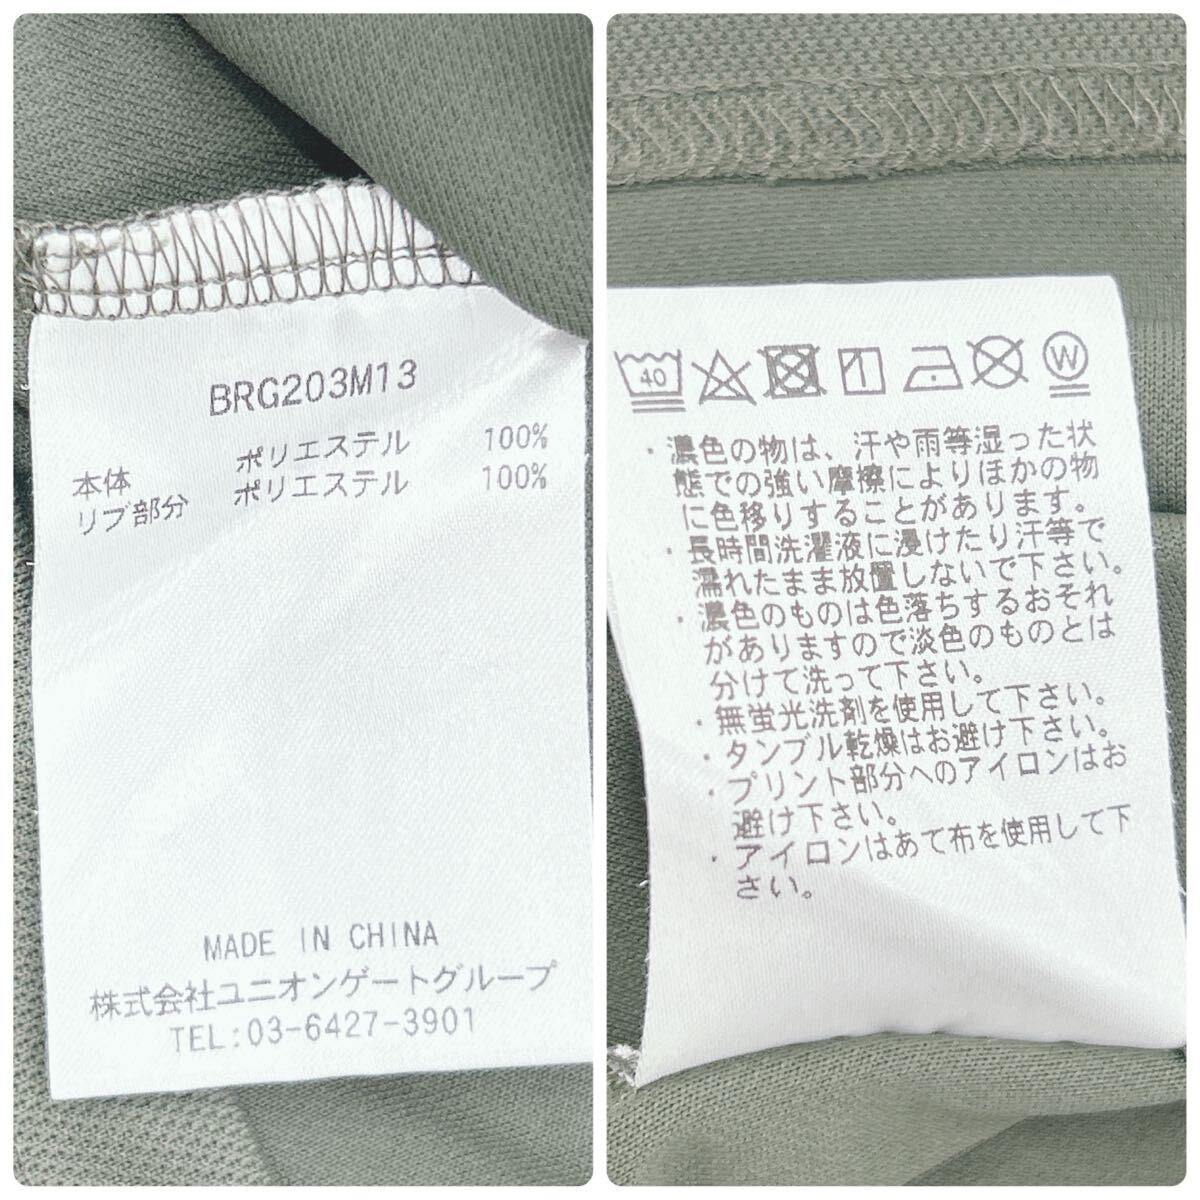 BRG203M13
本体 ポリエステル 100%
リブ部分 ポリエステル 100%
MADE IN CHINA
株式会社ユニオンゲートグループ
TEL:03-6427-3901
40 W
・濃色の物は、汗や雨等湿った状
態での強い摩擦によりほかの物
に色移りすることがあります。
・長時間洗濯液に浸けたり汗等で
濡れたまま放置しないで下さい。
・濃色のものは色落ちするおそれ
がありますので淡色のものとは
分けて洗って下さい。
・無蛍光洗剤を使用して下さい。
・タンブル乾燥はお避け下さい。
・プリント部分へのアイロンはお
避け下さい。
・アイロンはあて布を使用して下
さい。